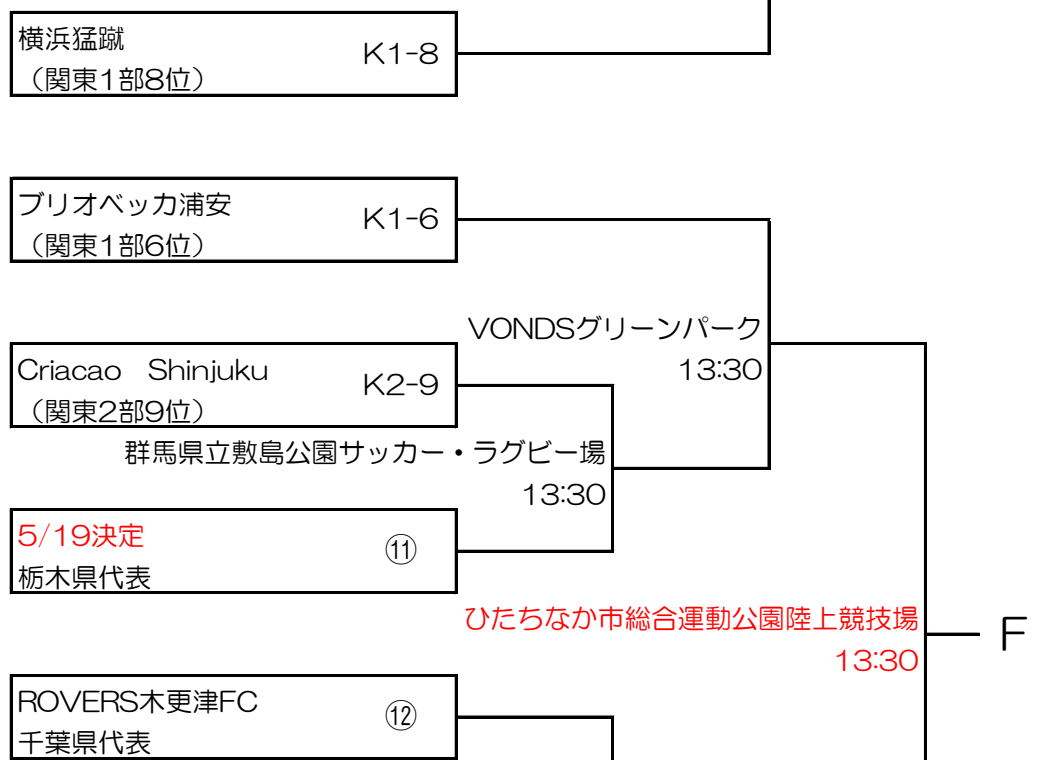 横浜猛蹴
（関東1部8位）
K1-8
ブリオベッカ浦安
（関東1部6位）
K1-6
VONDSグリーンパーク
13:30
Criacao　Shinjuku
（関東2部9位）
K2-9
群馬県立敷島公園サッカー・ラグビー場
13:30
5/19決定
栃木県代表
⑪
ひたちなか市総合運動公園陸上競技場
13:30
F
ROVERS木更津FC
千葉県代表
⑫